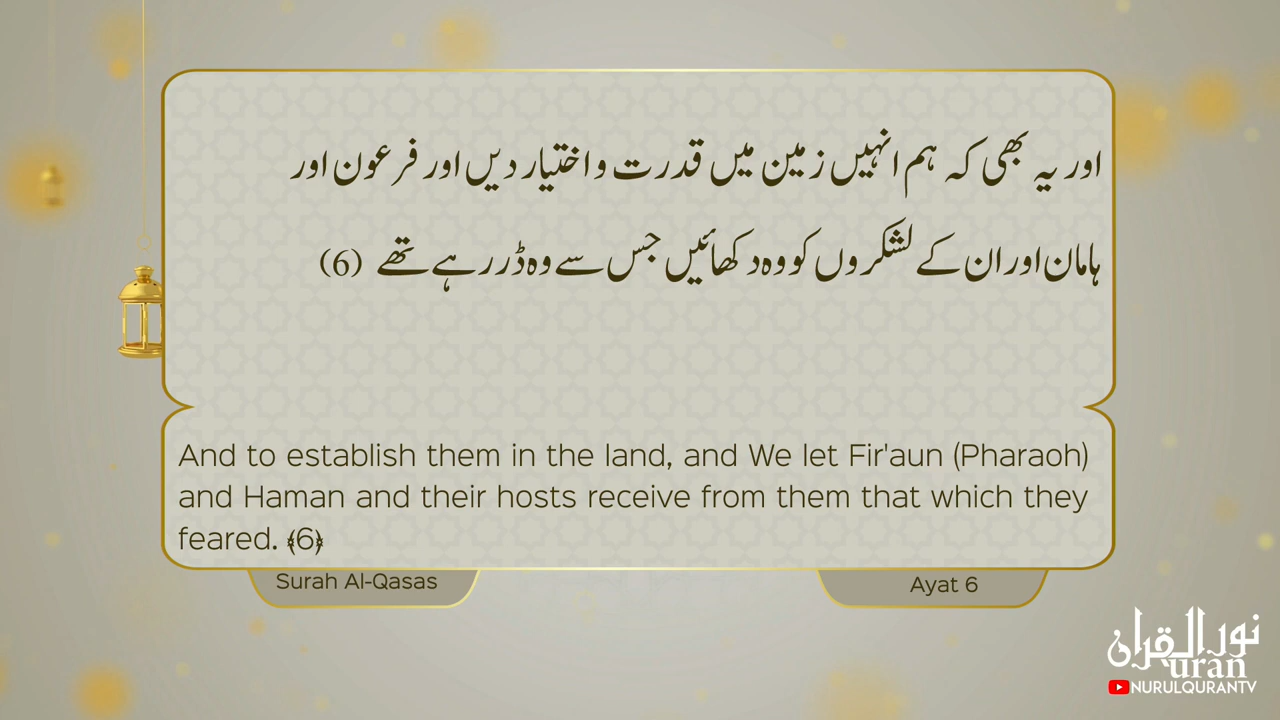 اور یہ بھی کہ ہم انہیں زمین میں قدرت و اختیار دیں اور فرعون اور
ہامان اور ان کے لشکروں کو وہ دکھائیں جس سے وہ ڈر رہے تھے (6)
And to establish them in the land, and We let Fir'aun (Pharaoh)
and Haman and their hosts receive from them that which they
feared. ﴾6﴿
Surah Al-Qasas
Ayat 6
نور القرآن
uran
NURULQURANTV